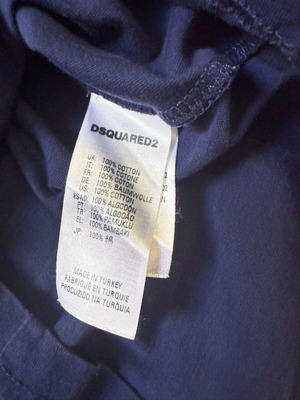 DSQUARED2
UK: 100% COTTON
IT: 100% COTONE
FR: 100% COTON
DE: 100% BAUMWOLLE
US: 100% COTTON
ES: 100% ALGODÓN
PT: 100% ALGODÃO
TR: 100% PAMUKLU
EL: 100% BAMBAKI
JP: 100% 綿
MADE IN TURKEY
FABRIQUÉ EN TURQUIE
PRODUZIDO NA TURQUIA